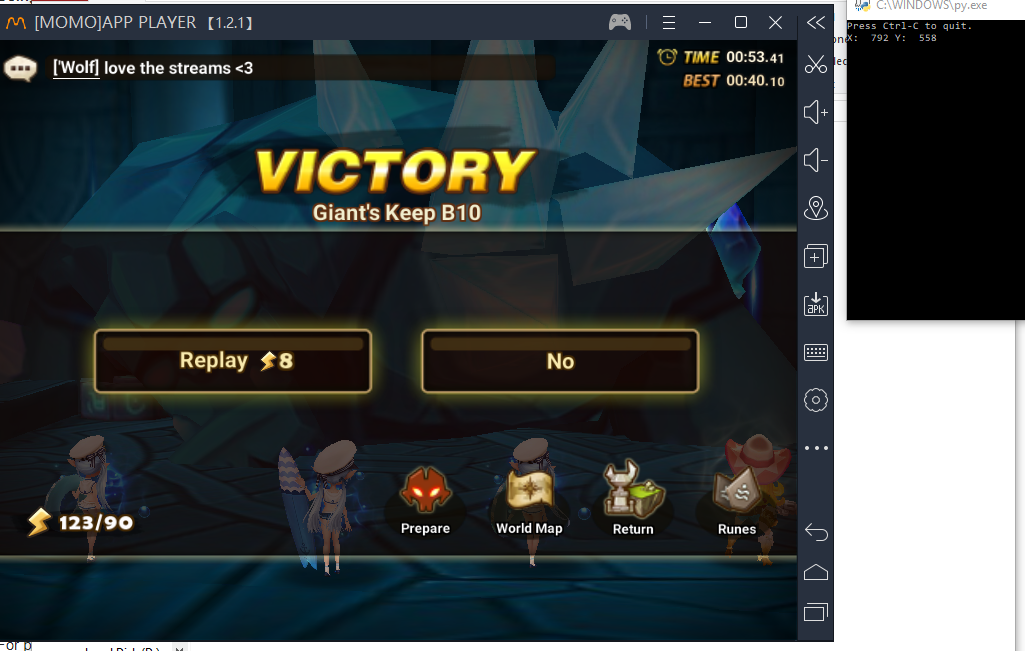 [MOMO]APP PLAYER 【1.2.1】
C:\WINDOWS\py.exe
Press Ctrl-C to quit.
X:  792 Y:  558
['Wolf] love the streams <3
TIME 00:53.41
BEST 00:40.10
VICTORY
Giant's Keep B10
Replay 8
No
123/90
Prepare
World Map
Return
Runes
APK
For p